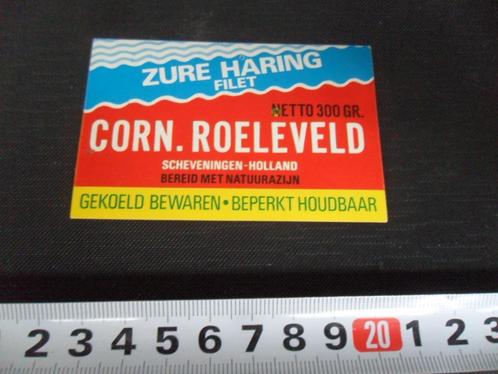 ZURE HARING
FILET
NETTO 300 GR.
CORN. ROELEVELD
SCHEVENINGEN-HOLLAND
BEREID MET NATUURAZIJN
GEKOELD BEWAREN • BEPERKT HOUDBAAR
2 3 4 5 6 7 8 9 20 1 2 3